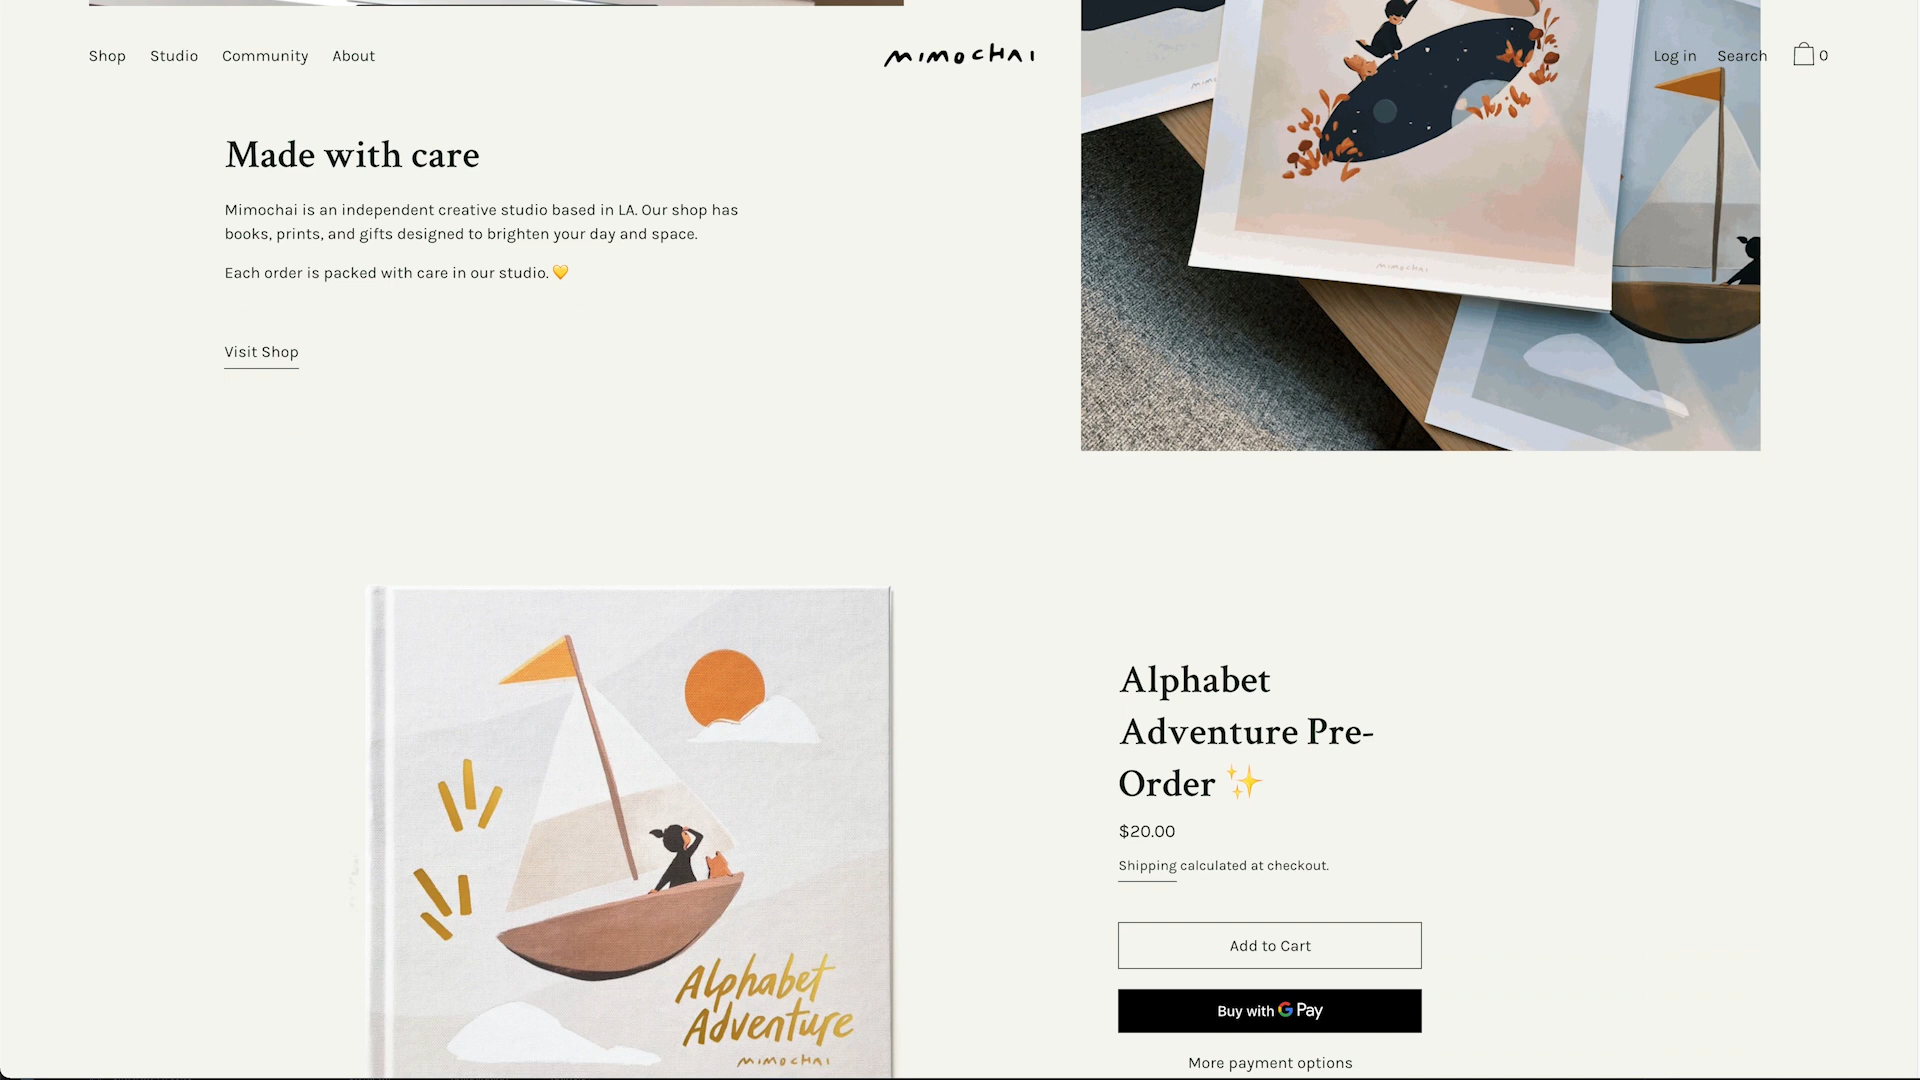 Shop Studio Community About
mimochai
Log in Search 0
Made with care
Mimochai is an independent creative studio based in LA. Our shop has
books, prints, and gifts designed to brighten your day and space.
Each order is packed with care in our studio. 💛
Visit Shop
mimochai
Alphabet
Adventure
mimochai
Alphabet
Adventure Pre-
Order ✨
$20.00
Shipping calculated at checkout.
Add to Cart
Buy with G Pay
More payment options